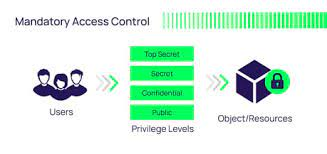 Mandatory Access Control
Top Secret
Secret
Confidential
Public
Users
Privilege Levels
Object/Resources